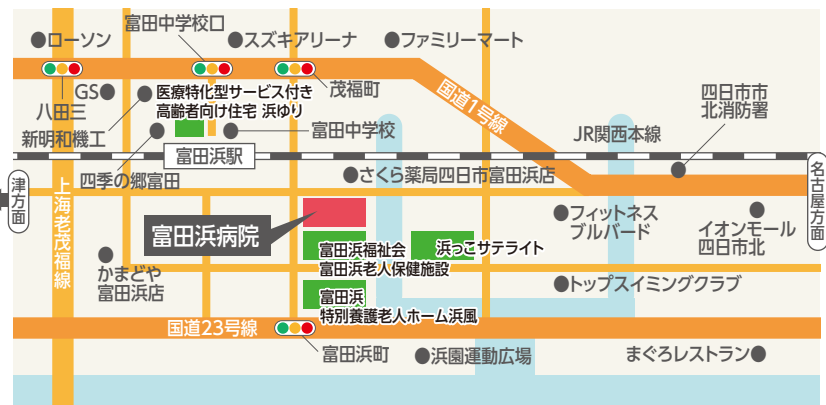 富田中学校口
ローソン
スズキアリーナ
ファミリーマート
GS
医療特化型サービス付き
高齢者向け住宅 浜ゆり
茂福町
国道1号線
四日市市
北消防署
八田三
新明和機工
富田中学校
JR関西本線
富田浜駅
四季の郷富田
さくら薬局四日市富田浜店
津方面
名古屋方面
上海老茂福線
富田浜病院
フィットネス
ブルバード
イオンモール
四日市北
富田浜福祉会
富田浜老人保健施設
浜っこサテライト
かまどや
富田浜店
トップスイミングクラブ
富田浜
特別養護老人ホーム浜風
国道23号線
富田浜町
浜園運動広場
まぐろレストラン